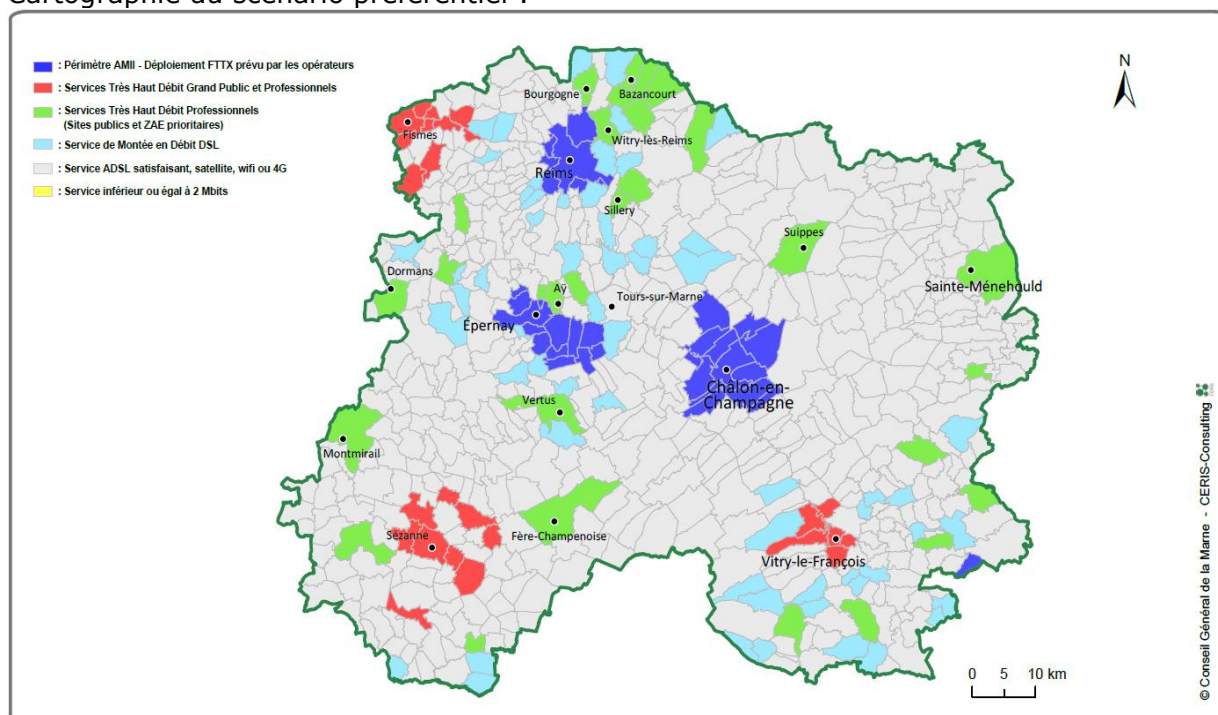 Cartographie du scénario préférentiel :
: Périmètre AMII - Déploiement FTTX prévu par les opérateurs
: Services Très Haut Débit Grand Public et Professionnels
: Services Très Haut Débit Professionnels
(Sites publics et ZAE prioritaires)
: Service de Montée en Débit DSL
: Service ADSL satisfaisant, satellite, wifi ou 4G
: Service inférieur ou égal à 2 Mbits
N
Bourgogne
Bazancourt
Fismes
Witry-lès-Reims
Reims
Sillery
Suippes
Dormans
Sainte-Ménehould
Aÿ
Tours-sur-Marne
Épernay
Châlon-en-
Champagne
Vertus
Montmirail
Sézanne
Fère-Champenoise
Vitry-le-François
0 5 10 km
© Conseil Général de la Marne - CERIS-Consulting